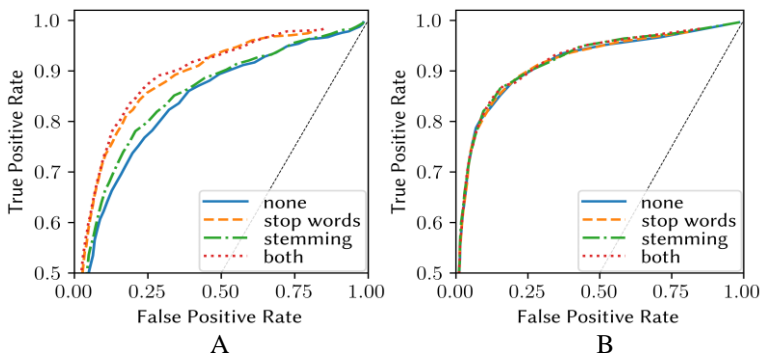 1.0
0.9
0.8
0.7
0.6
0.5
True Positive Rate
none
stop words
stemming
both
0.00
0.25
0.50
0.75
1.00
False Positive Rate
A
1.0
0.9
0.8
0.7
0.6
0.5
True Positive Rate
none
stop words
stemming
both
0.00
0.25
0.50
0.75
1.00
False Positive Rate
B